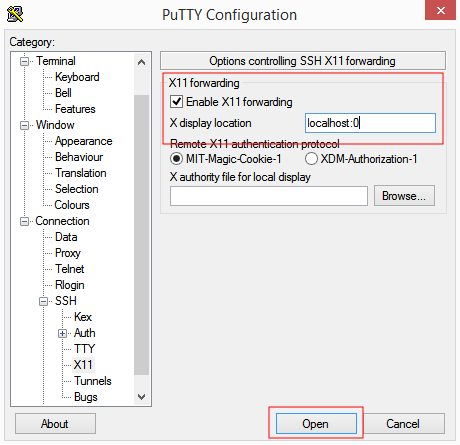 PuTTY Configuration
Category:
Terminal
Keyboard
Bell
Features
Window
Appearance
Behaviour
Translation
Selection
Colours
Connection
Data
Proxy
Telnet
Rlogin
SSH
Kex
Auth
TTY
X11
Tunnels
Bugs
Options controlling SSH X11 forwarding
X11 forwarding
Enable X11 forwarding
X display location localhost:0
Remote X11 authentication protocol
MIT-Magic-Cookie-1 XDM-Authorization-1
X authority file for local display
Browse...
About Open Cancel